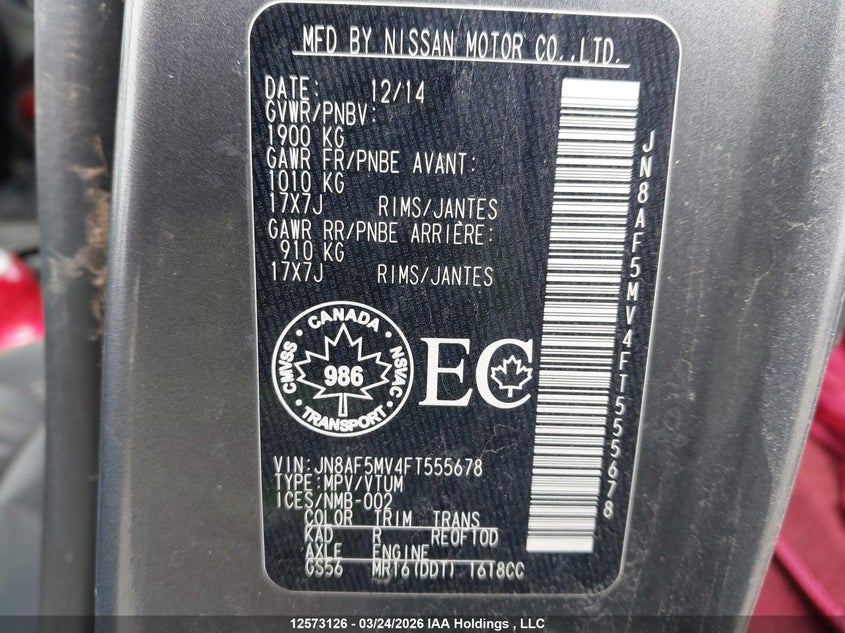 MFD BY NISSAN MOTOR CO.,LTD.
DATE: 12/14
GVWR/PNBV:
1900 KG
GAWR FR/PNBE AVANT:
1010 KG
17X7J RIMS/JANTES
GAWR RR/PNBE ARRIÈRE:
910 KG
17X7J RIMS/JANTES
JN8AF5MV4FT555678
CANADA
CMVSS
986
NSVAC
TRANSPORT
EC
VIN:JN8AF5MV4FT555678
TYPE:MPV/VTUM
ICES/NMB-002
COLOR TRIM TRANS
KAD R RE0F10D
AXLE ENGINE
GS56 MR16(DDT) 1618CC
12573126 - 03/24/2026 IAA Holdings , LLC